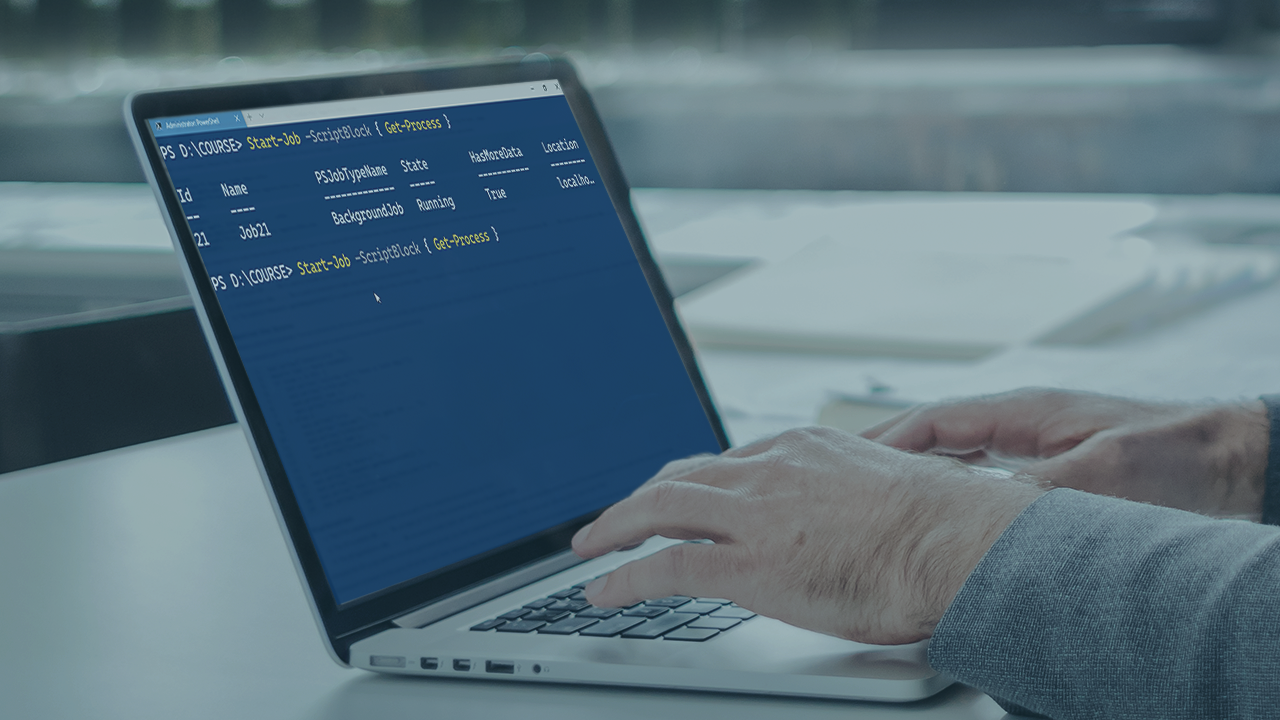 Administrator: PowerShell
PS D:\COURSE> Start-Job -ScriptBlock { Get-Process }
Id Name PSJobTypeName State HasMoreData Location
-- ---- ------------- ----- ----------- --------
21 Job21 BackgroundJob Running True localho…
PS D:\COURSE> Start-Job -ScriptBlock { Get-Process }